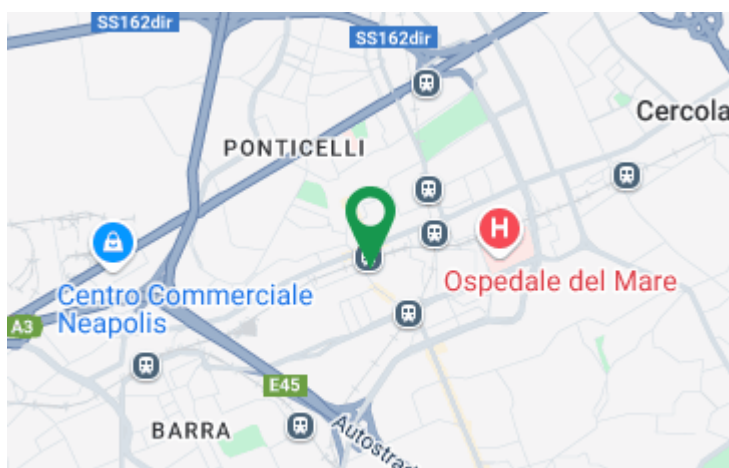 SS162dir
SS162dir
Cercola
PONTICELLI
H
Ospedale del Mare
Centro Commerciale
Neapolis
A3
E45
BARRA
Autostra